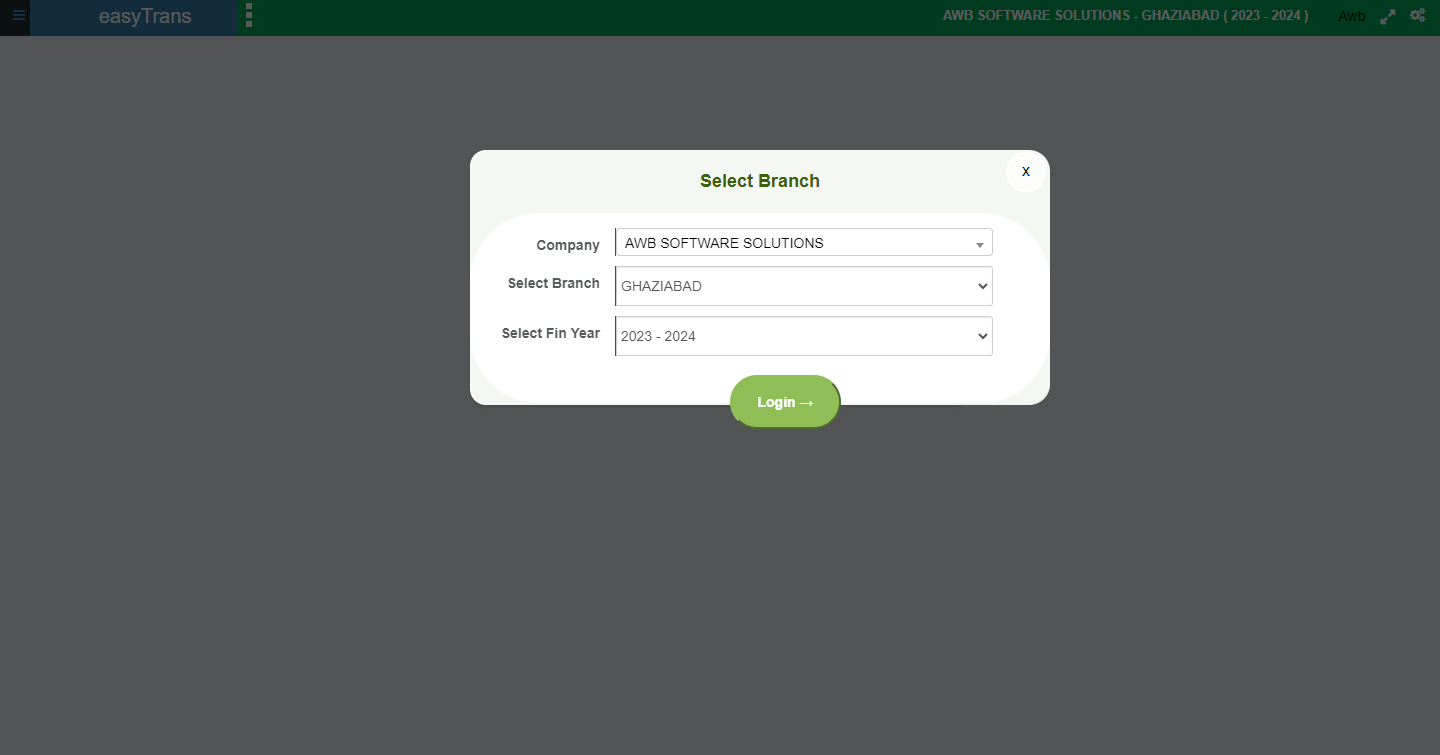 easyTrans
AWB SOFTWARE SOLUTIONS - GHAZIABAD ( 2023 - 2024 )
Awb
Select Branch
X
Company
AWB SOFTWARE SOLUTIONS
Select Branch
GHAZIABAD
Select Fin Year
2023 - 2024
Login →